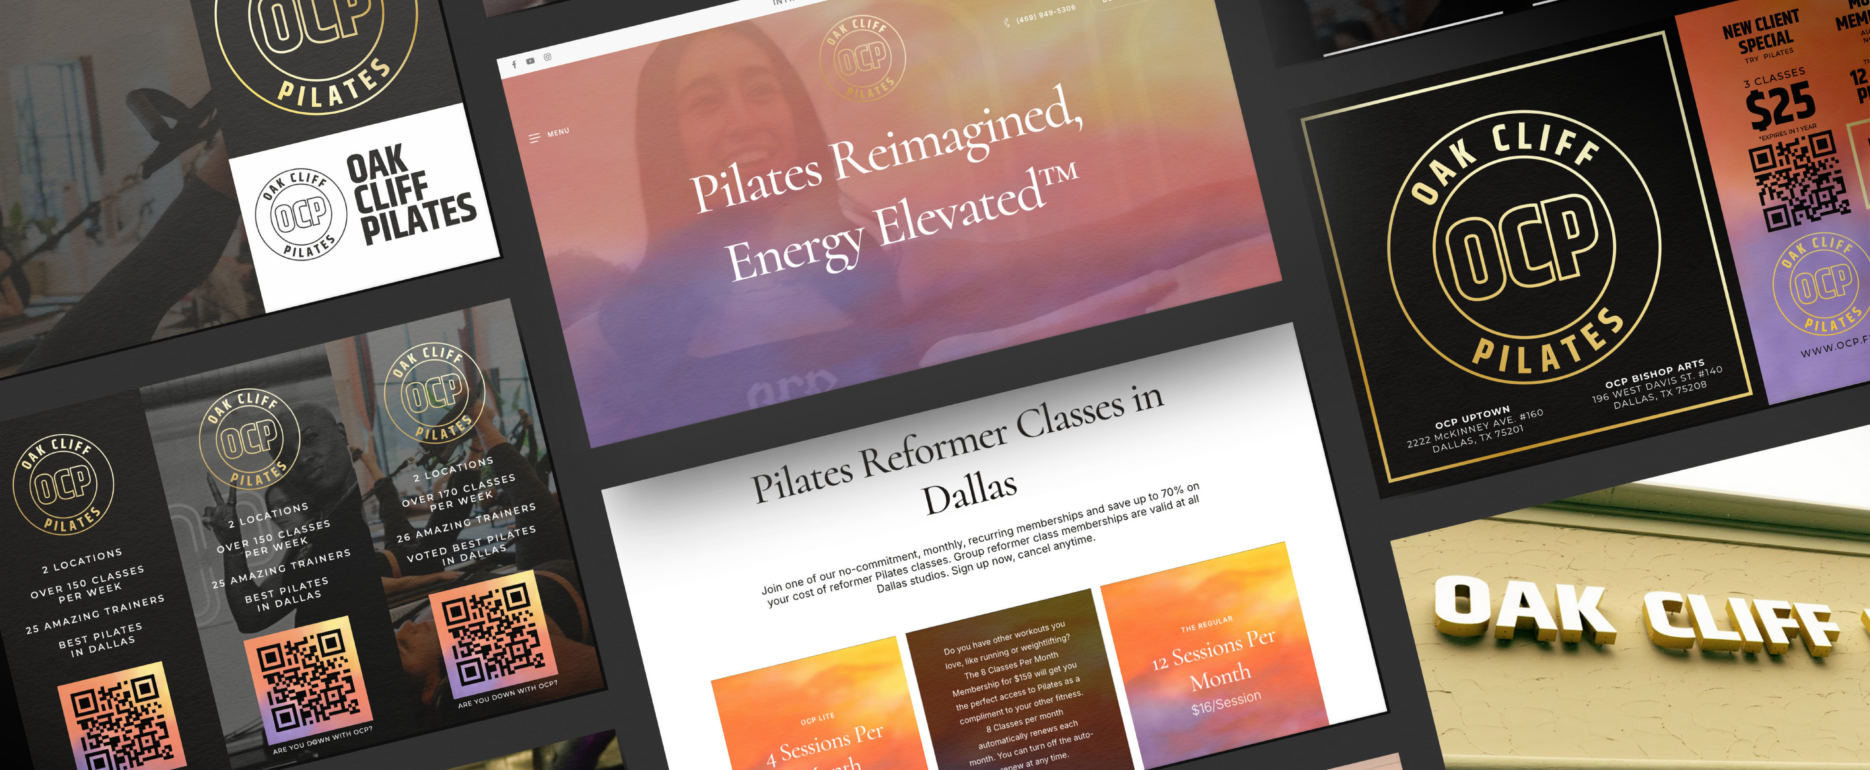 OCP
PILATES
OAK CLIFF
OCP
PILATES
OAK
CLIFF
PILATES
OAK CLIFF
OCP
PILATES
2 LOCATIONS
OVER 150 CLASSES
PER WEEK
25 AMAZING TRAINERS
BEST PILATES
IN DALLAS
OAK CLIFF
OCP
PILATES
2 LOCATIONS
OVER 150 CLASSES
PER WEEK
25 AMAZING TRAINERS
BEST PILATES
IN DALLAS
ARE YOU DOWN WITH OCP?
OAK CLIFF
OCP
PILATES
2 LOCATIONS
OVER 170 CLASSES
PER WEEK
26 AMAZING TRAINERS
VOTED BEST PILATES
IN DALLAS
ARE YOU DOWN WITH OCP?
(469) 949-5306
MENU
OAK CLIFF
OCP
PILATES
Pilates Reimagined,
Energy Elevated™
ocp
Pilates Reformer Classes in
Dallas
Join one of our no-commitment, monthly, recurring memberships and save up to 70% on
your cost of reformer Pilates classes. Group reformer class memberships are valid at all
Dallas studios. Sign up now, cancel anytime.
OCP LITE
4 Sessions Per
Month
Do you have other workouts you
love, like running or weightlifting?
The 8 Classes Per Month
Membership for $159 will get you
the perfect access to Pilates as a
compliment to your other fitness.
8 Classes per month
automatically renews each
month. You can turn off the auto-
renew at any time.
THE REGULAR
12 Sessions Per
Month
$16/Session
OAK CLIFF
OCP
PILATES
OCP UPTOWN
2222 McKINNEY AVE. #160
DALLAS, TX 75201
OCP BISHOP ARTS
196 WEST DAVIS ST. #140
DALLAS, TX 75208
NEW CLIENT
SPECIAL
TRY PILATES
3 CLASSES
$25
*EXPIRES IN 1 YEAR
OAK CLIFF
OCP
PILATES
WWW.OCP.F
12
OAK CLIFF